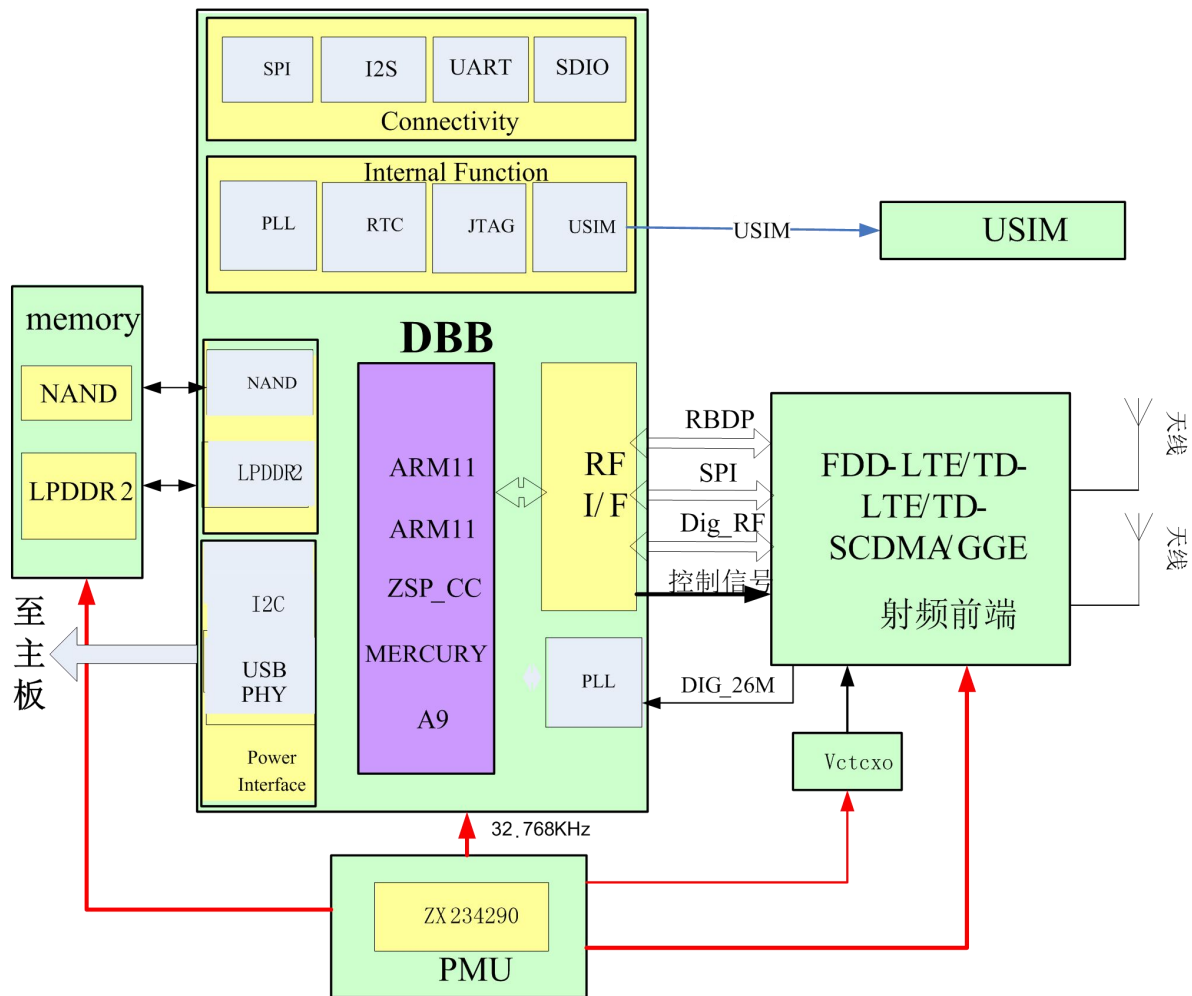 SPI
I2S
UART
SDIO
Connectivity
Internal Function
PLL
RTC
JTAG
USIM
USIM
USIM
memory
NAND
LPDDR2
DBB
NAND
LPDDR2
ARM11
ARM11
ZSP_CC
MERCURY
A9
RF
I/F
RBDP
SPI
Dig_RF
控制信号
FDD-LTE/TD-
LTE/TD-
SCDMA/GGE
射频前端
天线
天线
至
主
板
I2C
USB
PHY
Power
Interface
PLL
DIG_26M
Vctcxo
32.768KHz
ZX234290
PMU